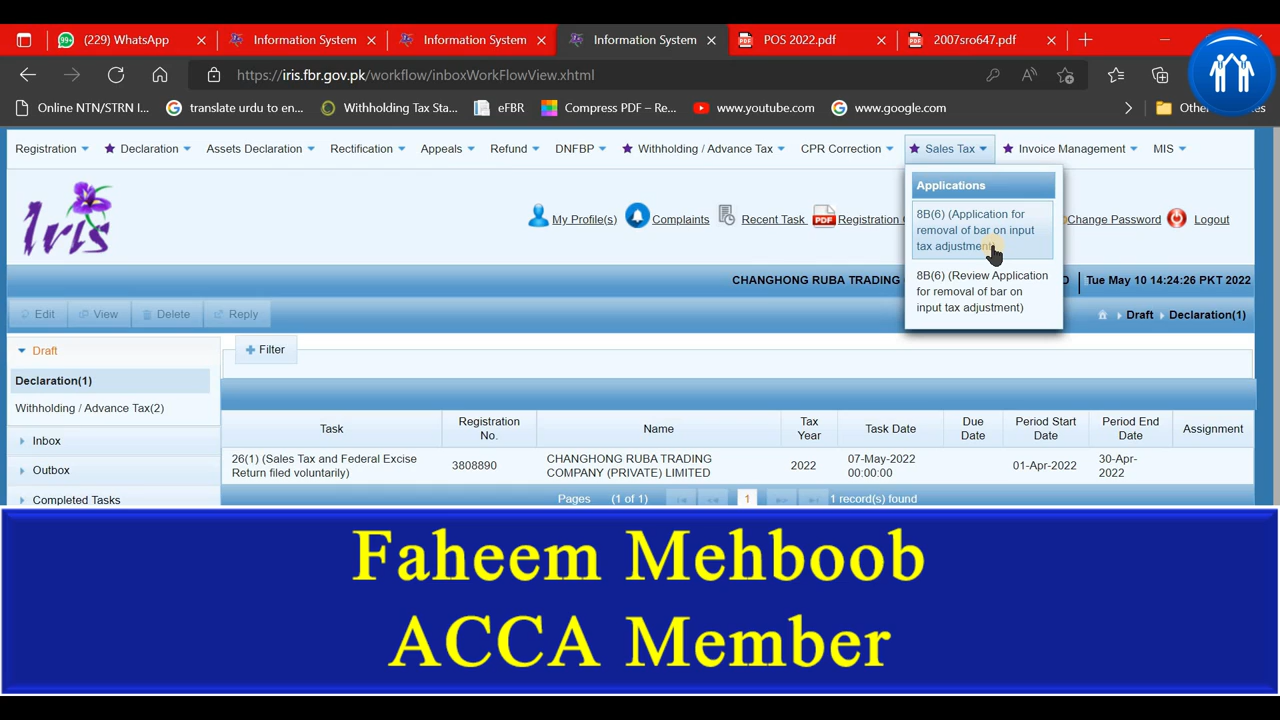 (229) WhatsApp
Information System
Information System
Information System
POS 2022.pdf
2007sro647.pdf
https://iris.fbr.gov.pk/workflow/inboxWorkFlowView.xhtml
Online NTN/STRN I...
translate urdu to en...
Withholding Tax Sta...
eFBR
Compress PDF – Re...
www.youtube.com
www.google.com
Registration
Declaration
Assets Declaration
Rectification
Appeals
Refund
DNFBP
Withholding / Advance Tax
CPR Correction
Sales Tax
Invoice Management
MIS
Iris
My Profile(s)
Complaints
Recent Task
Registration
Change Password
Logout
Applications
8B(6) (Application for
removal of bar on input
tax adjustment)
8B(6) (Review Application
for removal of bar on
input tax adjustment)
CHANGHONG RUBA TRADING
Tue May 10 14:24:26 PKT 2022
Edit
View
Delete
Reply
Draft
Declaration(1)
Draft
Declaration(1)
Withholding / Advance Tax(2)
Inbox
Outbox
Completed Tasks
Filter
Task
Registration
No.
Name
Tax
Year
Task Date
Due
Date
Period Start
Date
Period End
Date
Assignment
26(1) (Sales Tax and Federal Excise
Return filed voluntarily)
3808890
CHANGHONG RUBA TRADING
COMPANY (PRIVATE) LIMITED
2022
07-May-2022
00:00:00
01-Apr-2022
30-Apr-
2022
Pages (1 of 1) 1 1 record(s) found
Faheem Mehboob
ACCA Member